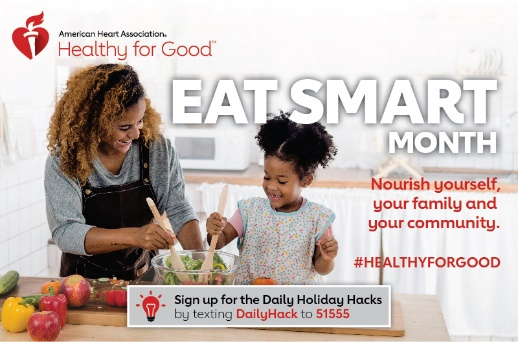 American Heart Association®
Healthy for Good™
EAT SMART
MONTH
Nourish yourself,
your family and
your community.
#HEALTHYFORGOOD
Sign up for the Daily Holiday Hacks
by texting DailyHack to 51555